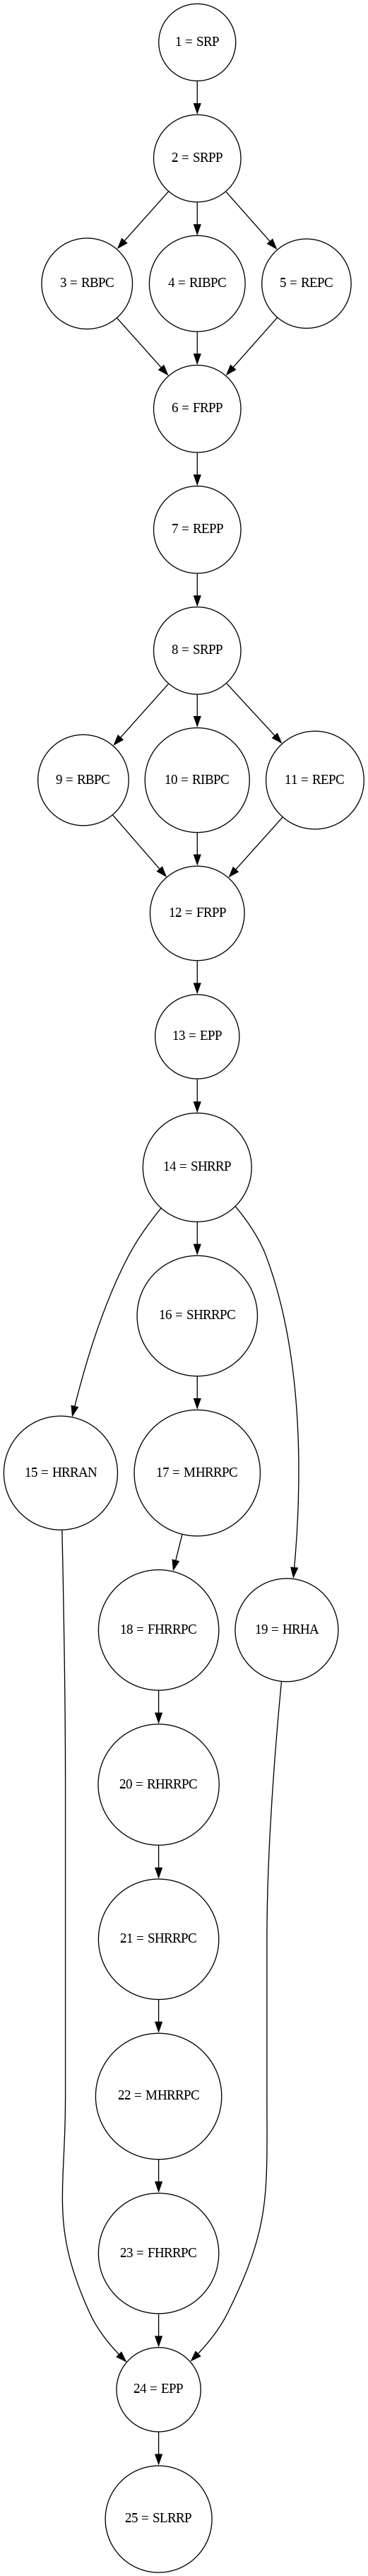 1 = SRP
2 = SRPP
3 = RBPC
4 = RIBPC
5 = REPC
6 = FRPP
7 = REPP
8 = SRPP
9 = RBPC
10 = RIBPC
11 = REPC
12 = FRPP
13 = EPP
14 = SHRRP
16 = SHRRPC
15 = HRRAN
17 = MHRRPC
18 = FHRRPC
19 = HRHA
20 = RHRRPC
21 = SHRRPC
22 = MHRRPC
23 = FHRRPC
24 = EPP
25 = SLRRP